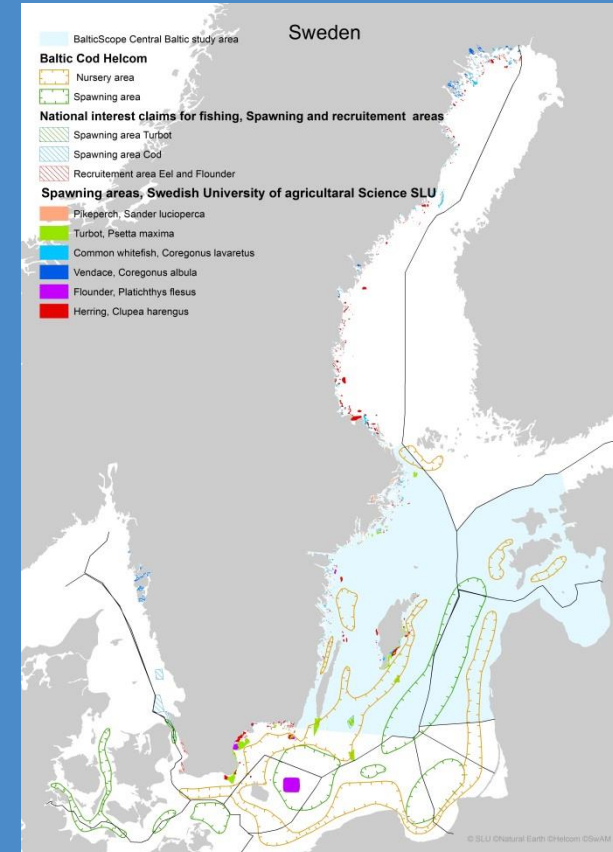 Sweden
BalticScope Central Baltic study area
Baltic Cod Helcom
Nursery area
Spawning area
National interest claims for fishing, Spawning and recruitement areas
Spawning area Turbot
Spawning area Cod
Recruitement area Eel and Flounder
Spawning areas, Swedish University of agricultaral Science SLU
Pikeperch, Sander lucioperca
Turbot, Psetta maxima
Common whitefish, Coregonus lavaretus
Vendace, Coregonus albula
Flounder, Platichthys flesus
Herring, Clupea harengus
© SLU ©Natural Earth ©Helcom ©SwAM